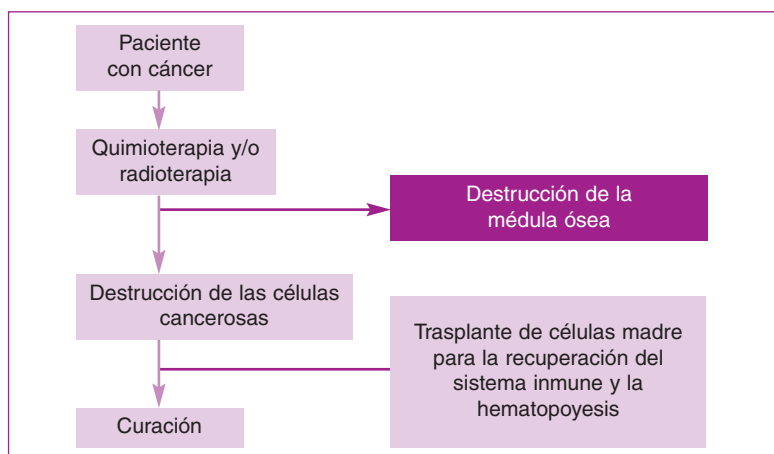 Paciente
con cáncer
Quimioterapia y/o
radioterapia
Destrucción de la
médula ósea
Destrucción de las células
cancerosas
Trasplante de células madre
para la recuperación del
sistema inmune y la
hematopoyesis
Curación